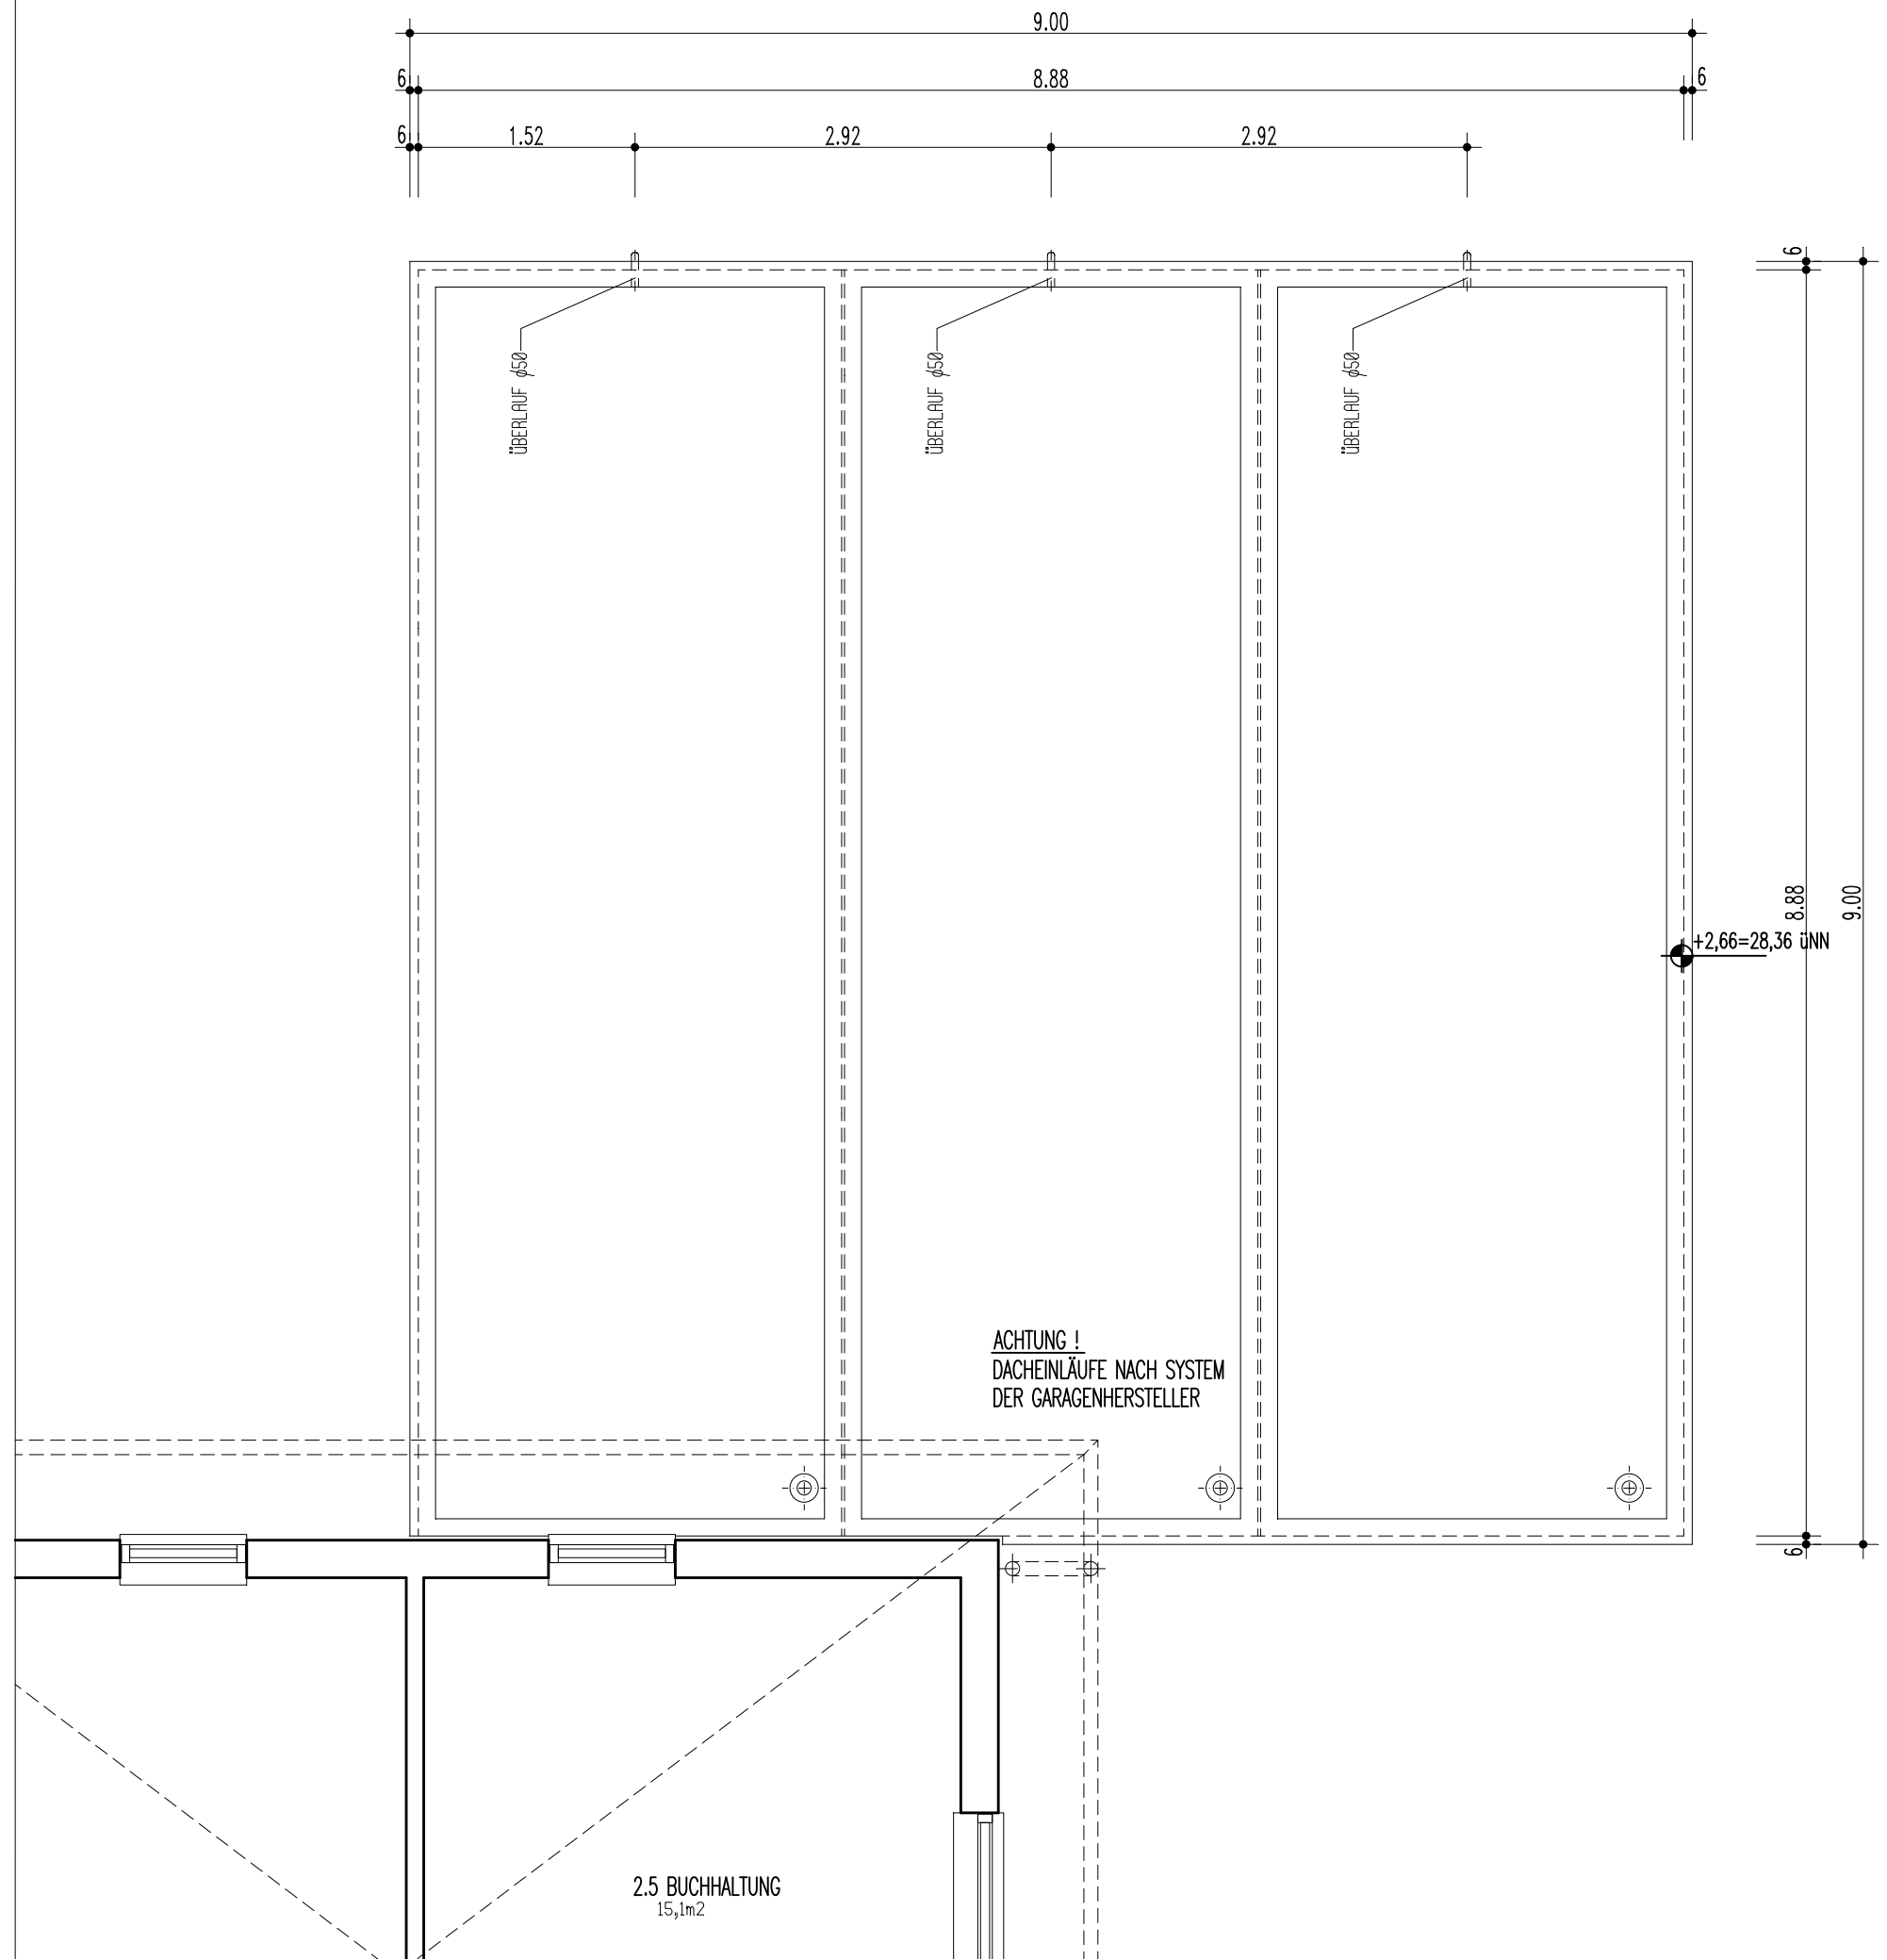 9.00
6 8.88 6
6 1.52 2.92 2.92
6
ÜBERLAUF ϕ50
ÜBERLAUF ϕ50
ÜBERLAUF ϕ50
8.88
9.00
+2,66=28,36 üNN
ACHTUNG !
DACHEINLÄUFE NACH SYSTEM
DER GARAGENHERSTELLER
6
2.5 BUCHHALTUNG
15,1m2